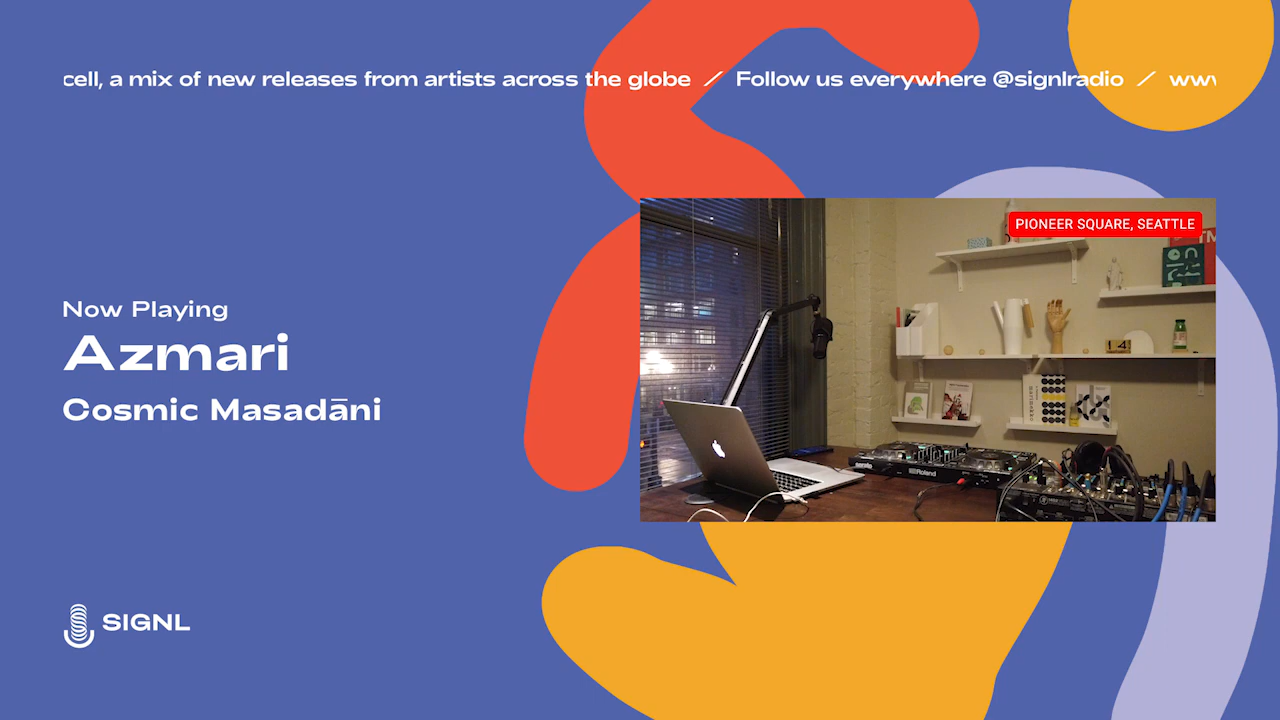 cell, a mix of new releases from artists across the globe / Follow us everywhere @signlradio / www
PIONEER SQUARE, SEATTLE
Now Playing
Azmari
Cosmic Masadāni
serato
Roland
SIGNL